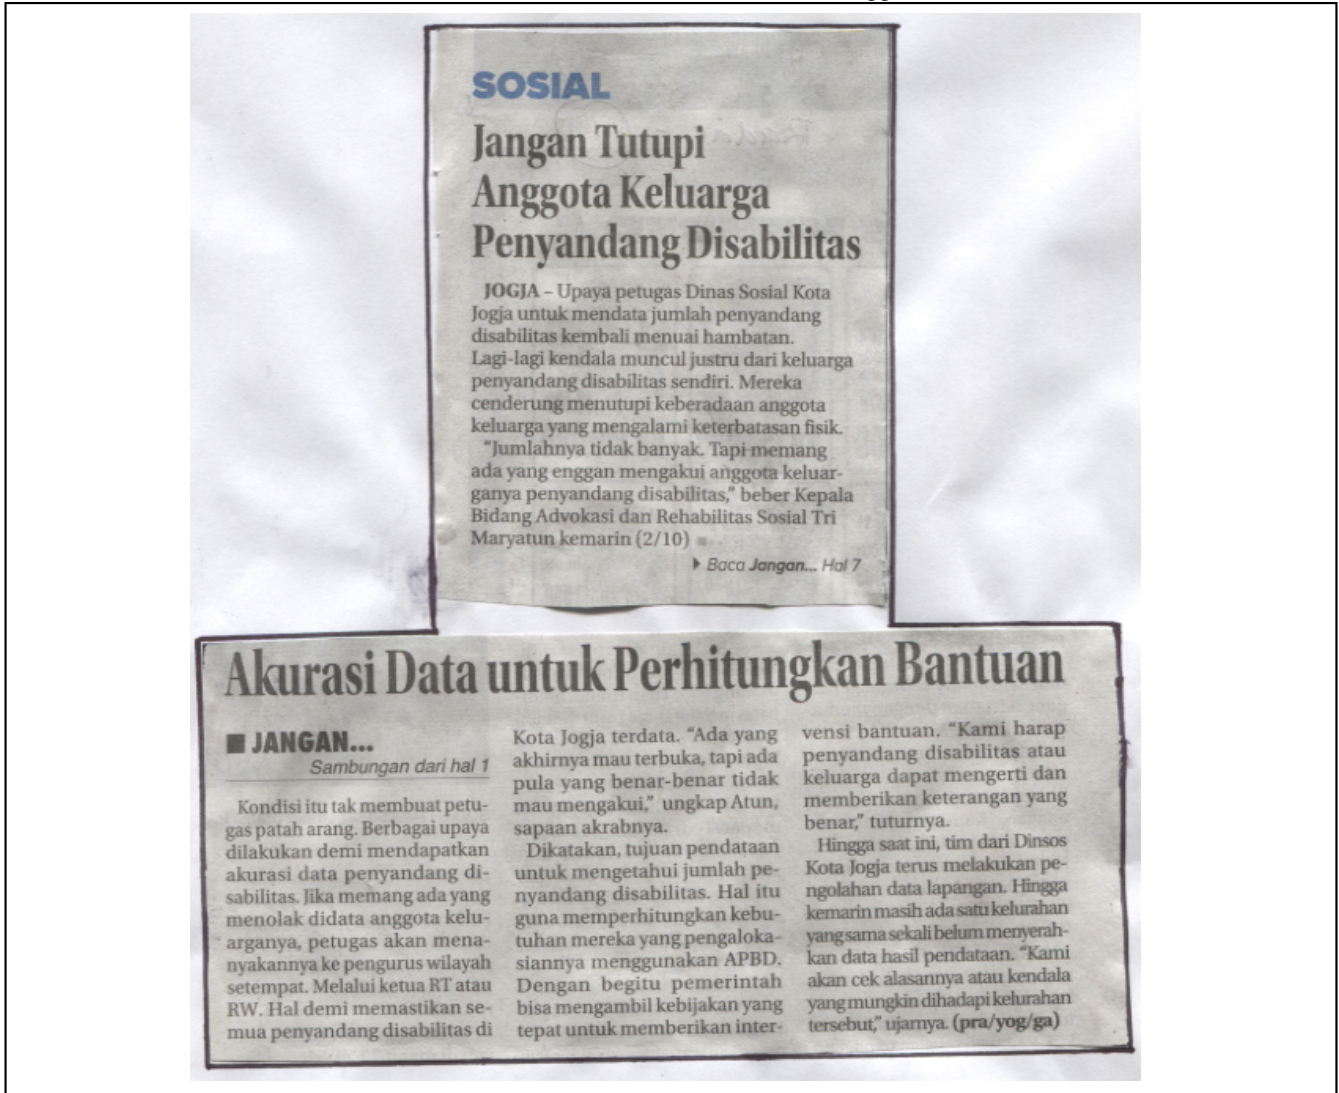 SOSIAL
Jangan Tutupi
Anggota Keluarga
Penyandang Disabilitas
JOGJA – Upaya petugas Dinas Sosial Kota
Jogja untuk mendata jumlah penyandang
disabilitas kembali menuai hambatan.
Lagi-lagi kendala muncul justru dari keluarga
penyandang disabilitas sendiri. Mereka
cenderung menutupi keberadaan anggota
keluarga yang mengalami keterbatasan fisik.
"Jumlahnya tidak banyak. Tapi memang
ada yang enggan mengakui anggota keluar-
ganya penyandang disabilitas," beber Kepala
Bidang Advokasi dan Rehabilitas Sosial Tri
Maryatun kemarin (2/10)
Baca Jangan... Hal 7
Akurasi Data untuk Perhitungkan Bantuan
JANGAN...
Sambungan dari hal 1
Kondisi itu tak membuat petu-
gas patah arang. Berbagai upaya
dilakukan demi mendapatkan
akurasi data penyandang di-
sabilitas. Jika memang ada yang
menolak didata anggota kelu-
arganya, petugas akan mena-
nyakannya ke pengurus wilayah
setempat. Melalui ketua RT atau
RW. Hal demi memastikan se-
mua penyandang disabilitas di
Kota Jogja terdata. "Ada yang
akhirnya mau terbuka, tapi ada
pula yang benar-benar tidak
mau mengakui," ungkap Atun,
sapaan akrabnya.
Dikatakan, tujuan pendataan
untuk mengetahui jumlah pe-
nyandang disabilitas. Hal itu
guna memperhitungkan kebu-
tuhan mereka yang pengaloka-
siannya menggunakan APBD.
Dengan begitu pemerintah
bisa mengambil kebijakan yang
tepat untuk memberikan inter-
vensi bantuan. "Kami harap
penyandang disabilitas atau
keluarga dapat mengerti dan
memberikan keterangan yang
benar," tuturnya.
Hingga saat ini, tim dari Dinsos
Kota Jogja terus melakukan pe-
ngolahan data lapangan. Hingga
kemarin masih ada satu kelurahan
yang sama sekali belum menyerah-
kan data hasil pendataan. "Kami
akan cek alasannya atau kendala
yang mungkin dihadapi kelurahan
tersebut," ujarnya. (pra/yog/ga)